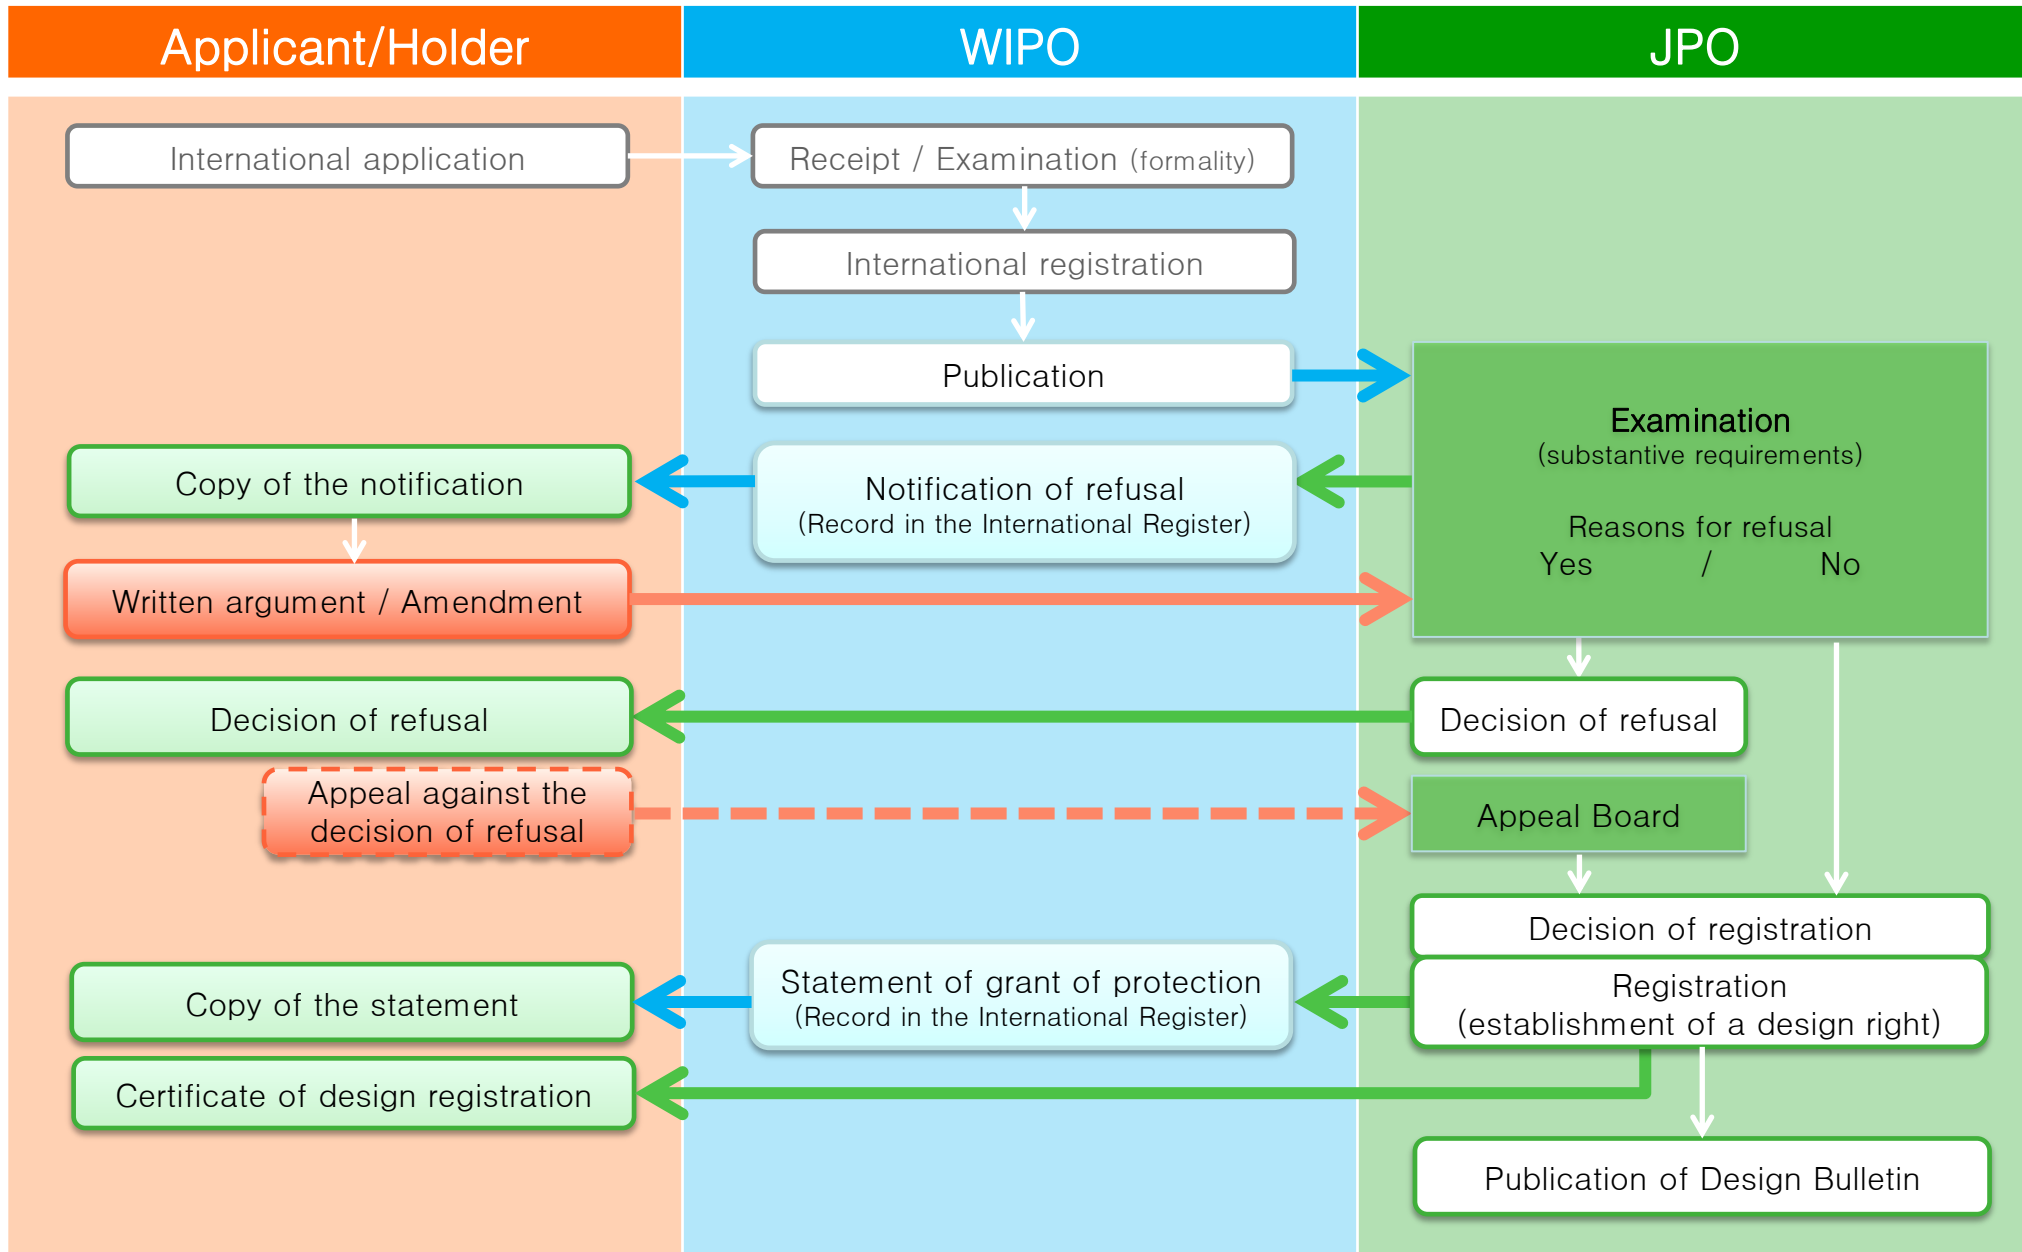 Applicant/Holder
WIPO
JPO
International application
Receipt / Examination (formality)
International registration
Publication
Examination
(substantive requirements)
Reasons for refusal
Yes / No
Copy of the notification
Notification of refusal
(Record in the International Register)
Written argument / Amendment
Decision of refusal
Decision of refusal
Appeal against the
decision of refusal
Appeal Board
Decision of registration
Registration
(establishment of a design right)
Statement of grant of protection
(Record in the International Register)
Copy of the statement
Certificate of design registration
Publication of Design Bulletin